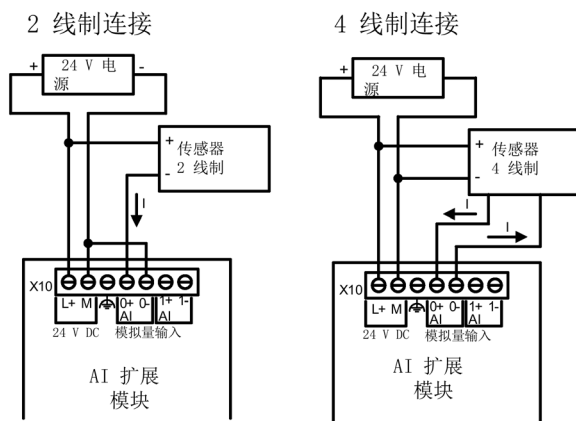 2 线制连接
+ 24 V 电源 -
+ 传感器
- 2 线制
I
X10
L+ M 0+ 0- 1+ 1-
AI AI
24 V DC 模拟量输入
AI 扩展
模块
4 线制连接
+ 24 V 电源 -
+ 传感器
- 4 线制
I
I
X10
L+ M 0+ 0- 1+ 1-
AI AI
24 V DC 模拟量输入
AI 扩展
模块